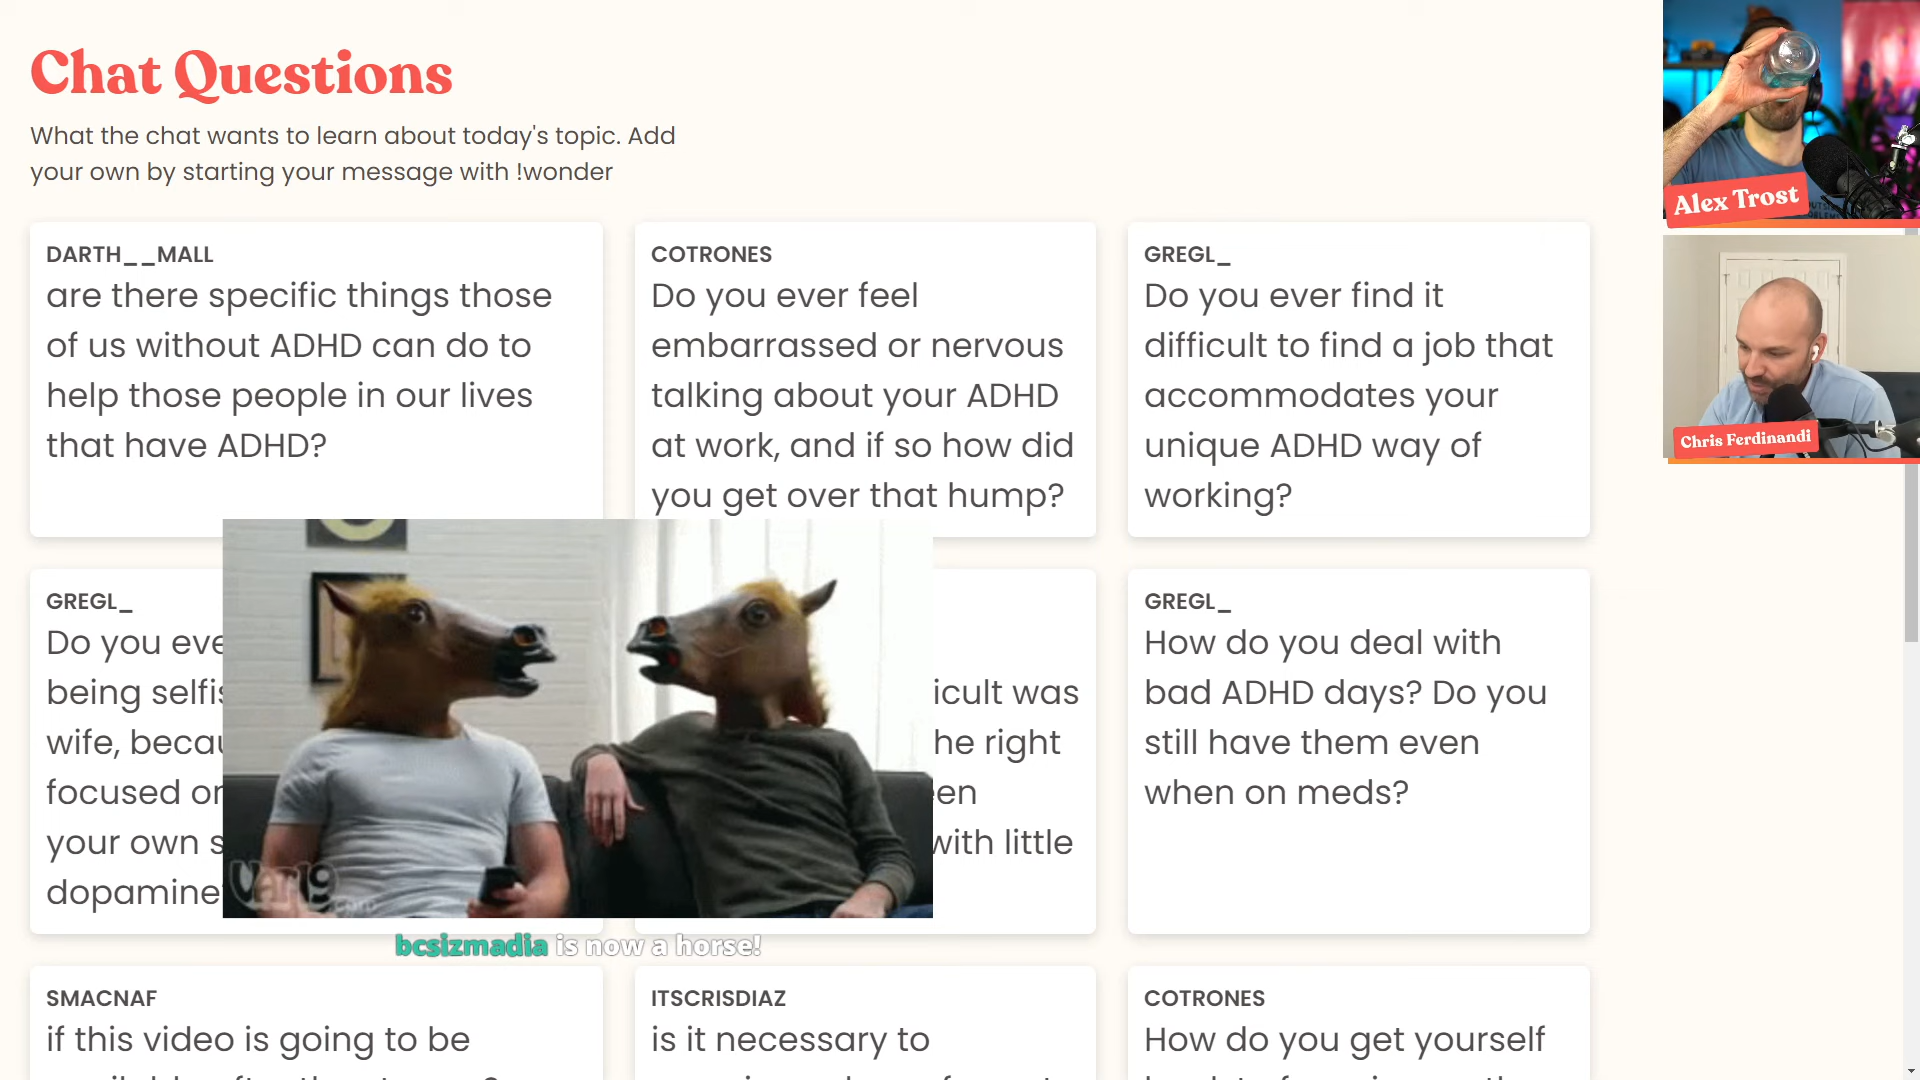 Chat Questions
What the chat wants to learn about today's topic. Add
your own by starting your message with !wonder
DARTH__MALL
are there specific things those
of us without ADHD can do to
help those people in our lives
that have ADHD?
COTRONES
Do you ever feel
embarrassed or nervous
talking about your ADHD
at work, and if so how did
you get over that hump?
GREGL_
Do you ever find it
difficult to find a job that
accommodates your
unique ADHD way of
working?
GREGL_
Do you
being
wife,
focused
your own
dopamine
was
right
with little
GREGL_
How do you deal with
bad ADHD days? Do you
still have them even
when on meds?
bcsizmadia is now a horse!
SMACNAF
if this video is going to be
ITSCRISDIAZ
is it necessary to
COTRONES
How do you get yourself
Alex Trost
Chris Ferdinandi